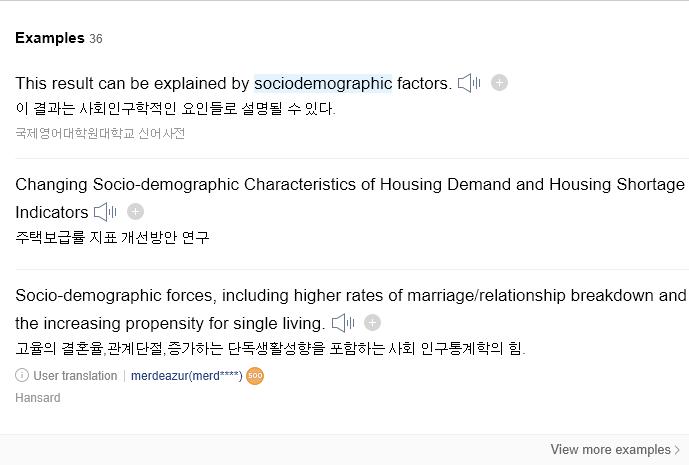 Examples 36
This result can be explained by sociodemographic factors.
이 결과는 사회인구학적인 요인들로 설명될 수 있다.
국제영어대학원대학교 신어사전
Changing Socio-demographic Characteristics of Housing Demand and Housing Shortage
Indicators
주택보급률 지표 개선방안 연구
Socio-demographic forces, including higher rates of marriage/relationship breakdown and
the increasing propensity for single living.
고율의 결혼율,관계단절,증가하는 단독생활성향을 포함하는 사회 인구통계학의 힘.
User translation | merdeazur(merd****) 500
Hansard
View more examples